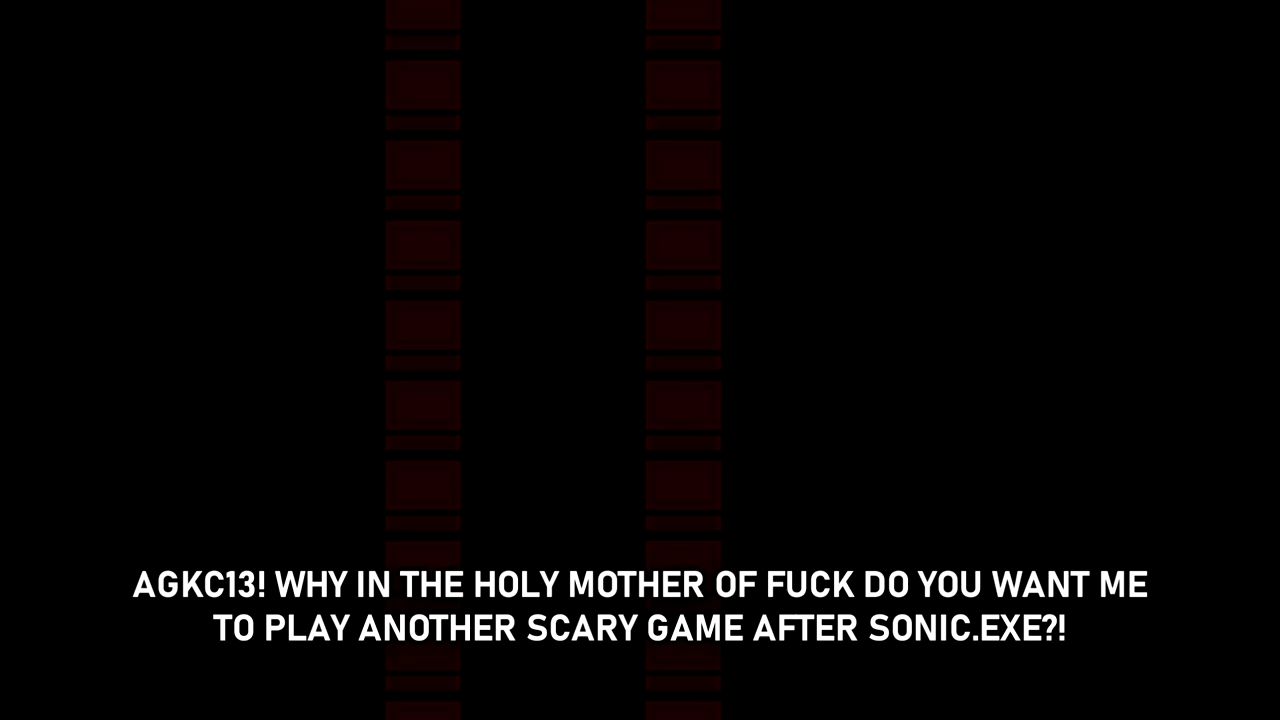 AGKC13! WHY IN THE HOLY MOTHER OF FUCK DO YOU WANT ME
TO PLAY ANOTHER SCARY GAME AFTER SONIC.EXE?!